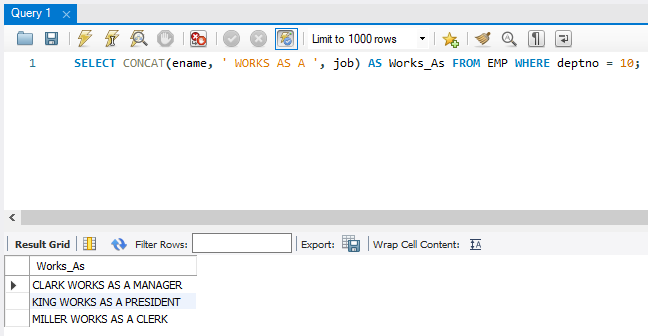 Query 1
Limit to 1000 rows
1 SELECT CONCAT(ename, ' WORKS AS A ', job) AS Works_As FROM EMP WHERE deptno = 10;
Result Grid Filter Rows: Export: Wrap Cell Content:
Works_As
CLARK WORKS AS A MANAGER
KING WORKS AS A PRESIDENT
MILLER WORKS AS A CLERK